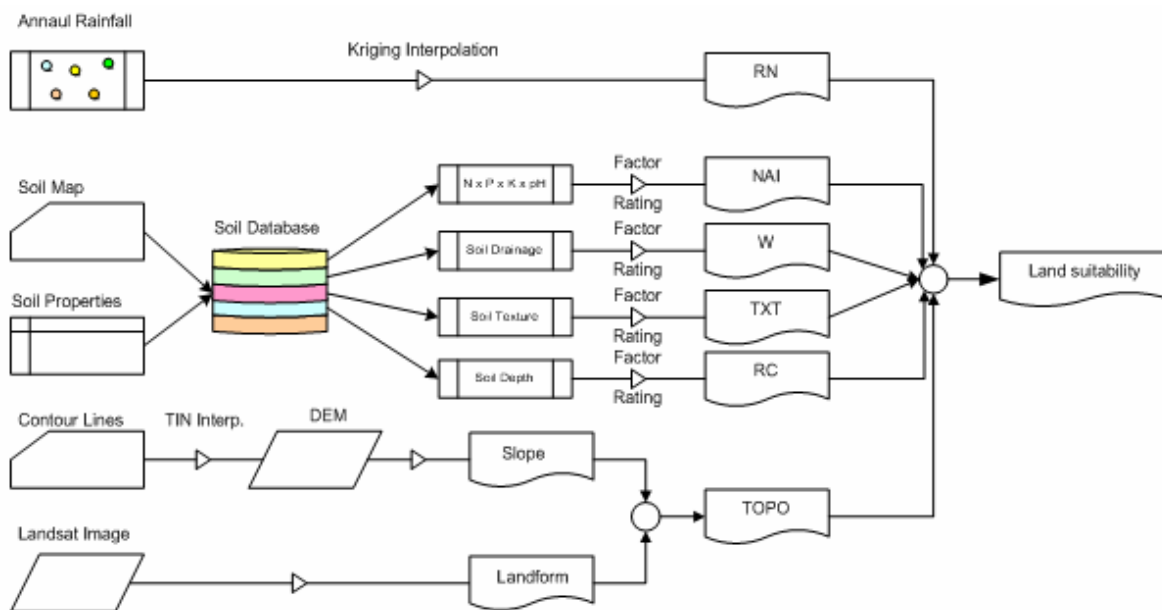 Annaul Rainfall
Kriging Interpolation
RN
Soil Map
Soil Properties
Soil Database
N x P x K x pH
Factor
Rating
NAI
Soil Drainage
Factor
Rating
W
Soil Texture
Factor
Rating
TXT
Soil Depth
Factor
Rating
RC
Land suitability
Contour Lines
TIN Interp.
DEM
Slope
TOPO
Landsat Image
Landform